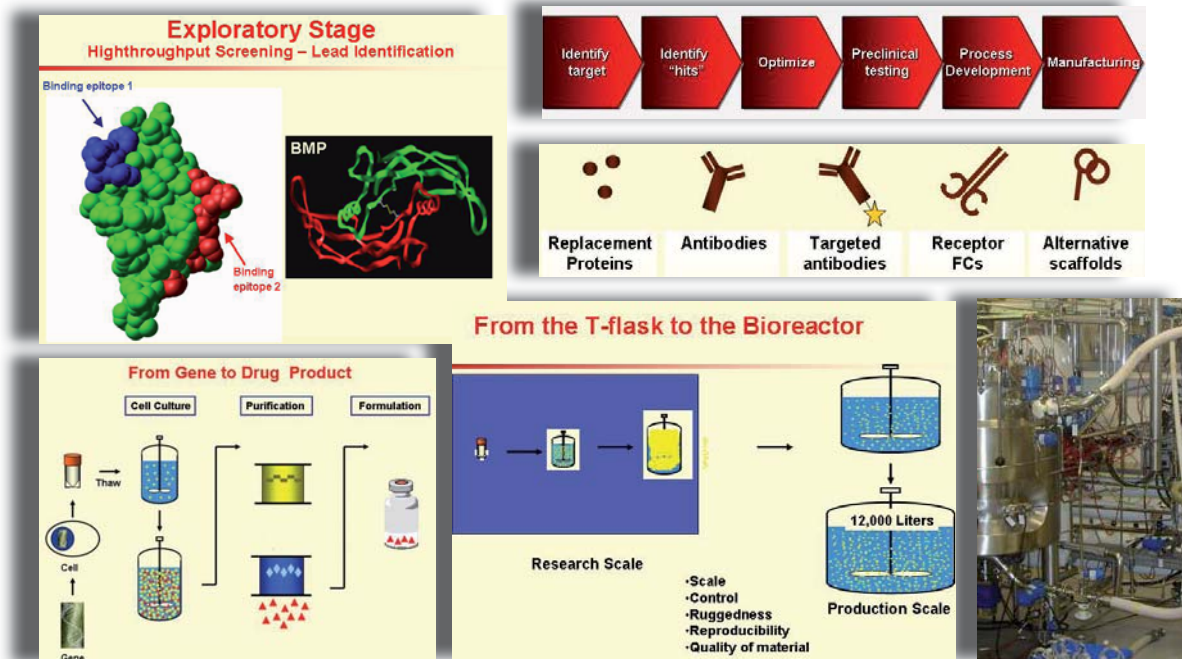 Exploratory Stage
Highthroughput Screening – Lead Identification
Binding epitope 1
BMP
Binding
epitope 2
Identify
target
Identify
"hits"
Optimize
Preclinical
testing
Process
Development
Manufacturing
Replacement
Proteins
Antibodies
Targeted
antibodies
Receptor
FCs
Alternative
scaffolds
From Gene to Drug Product
Cell Culture
Purification
Formulation
Thaw
Cell
Gene
From the T-flask to the Bioreactor
12,000 Liters
Research Scale
•Scale
•Control
•Ruggedness
•Reproducibility
•Quality of material
Production Scale